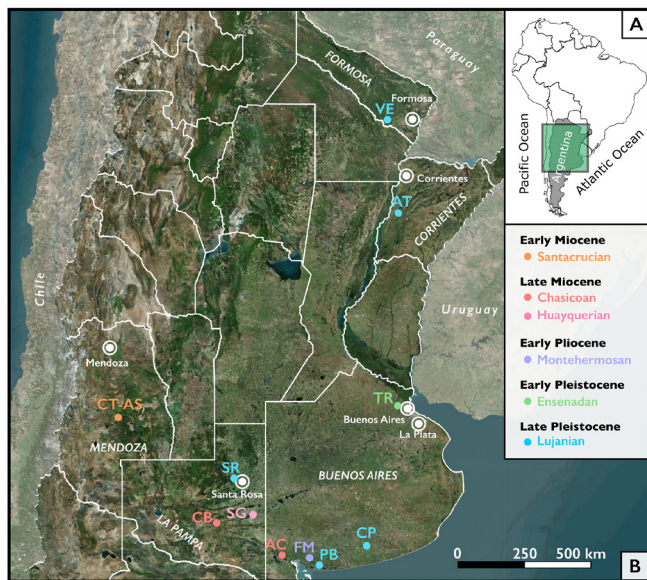 Paraguay
FORMOSA
VE
Formosa
Corrientes
AT
CORRIENTES
Chile
Uruguay
Mendoza
CT-AS
MENDOZA
TR
Buenos Aires
La Plata
SR
Santa Rosa
BUENOS AIRES
CB
SG
LA PAMPA
AC
FM
PB
CP
0 250 500 km
B
A
Pacific Ocean
Argentina
Atlantic Ocean
Early Miocene
Santacrucian
Late Miocene
Chasicoan
Huayquerian
Early Pliocene
Montehermosan
Early Pleistocene
Ensenadan
Late Pleistocene
Lujanian